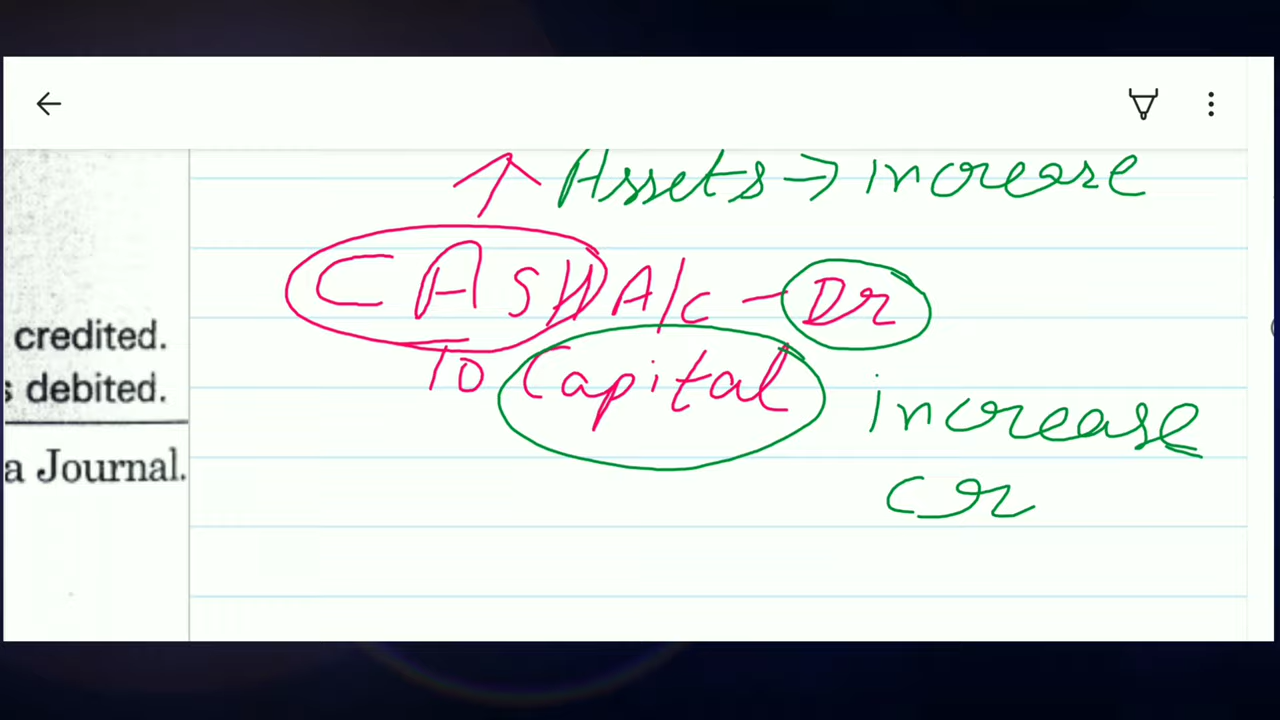 Assets → increase
CASH A/c - Dr
To Capital increase
cr
credited.
s debited.
a Journal.